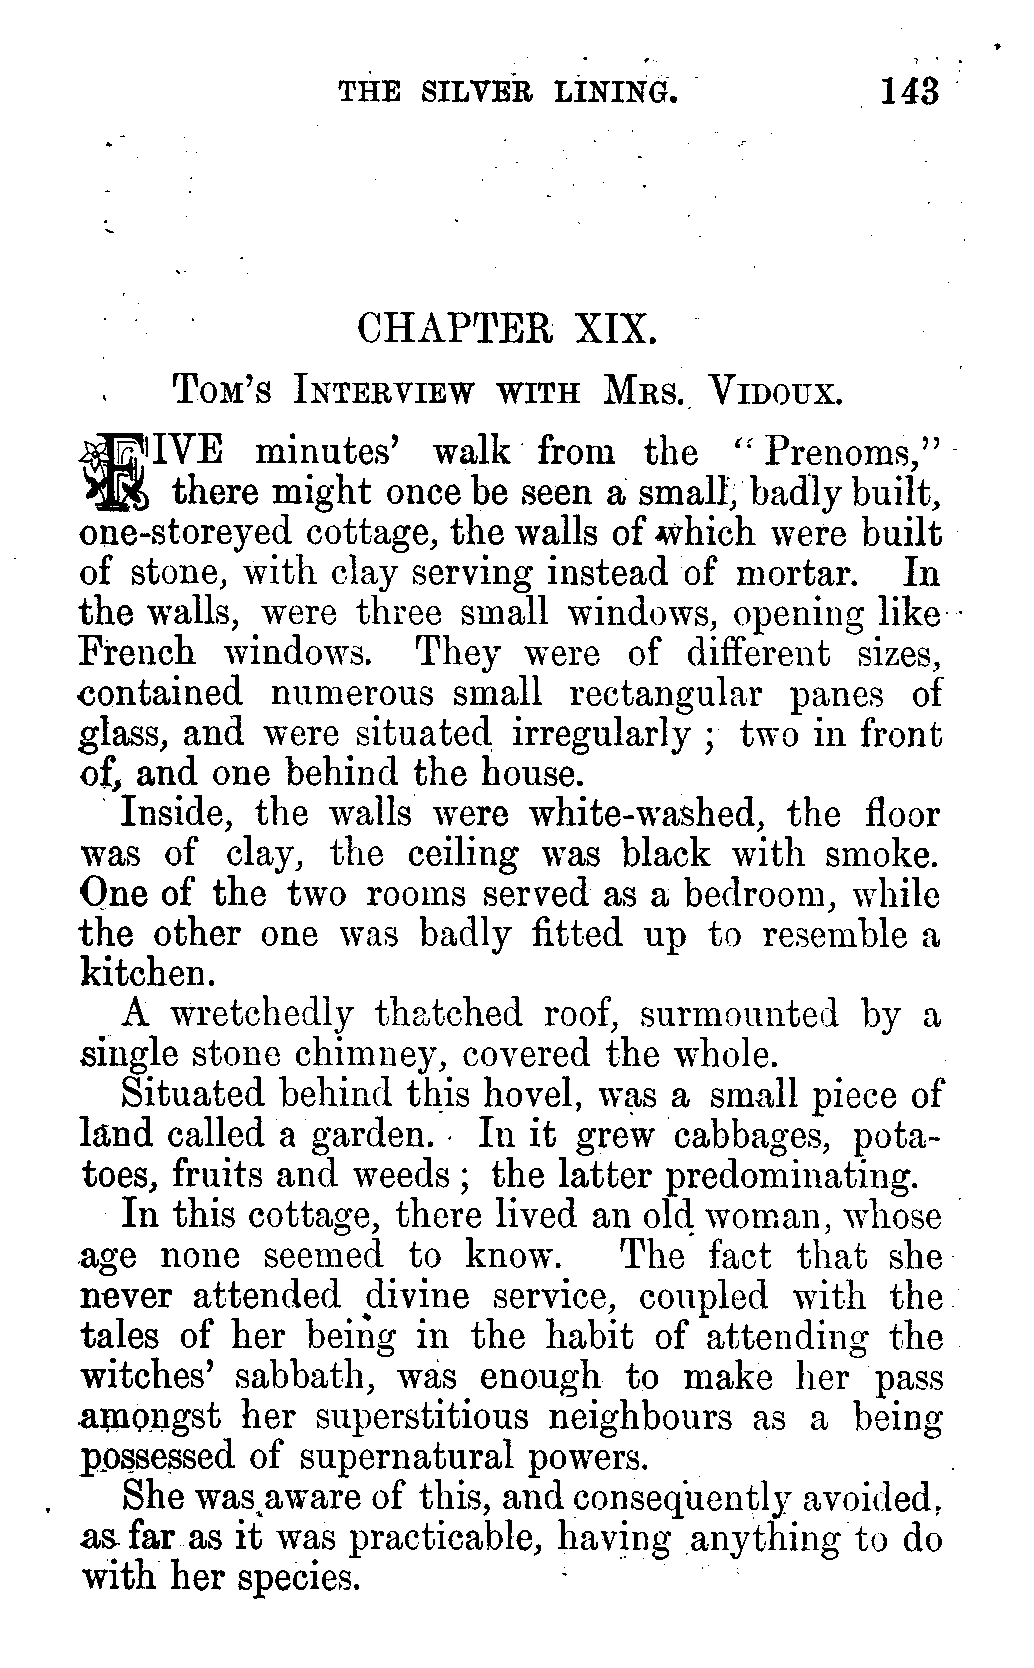 THE SILVER LINING. 143
CHAPTER XIX.
TOM'S INTERVIEW WITH MRS. VIDOUX.
FIVE minutes' walk from the "Prenoms,"
there might once be seen a small, badly built,
one-storeyed cottage, the walls of which were built
of stone, with clay serving instead of mortar. In
the walls, were three small windows, opening like
French windows. They were of different sizes,
contained numerous small rectangular panes of
glass, and were situated irregularly ; two in front
of, and one behind the house.
Inside, the walls were white-washed, the floor
was of clay, the ceiling was black with smoke.
One of the two rooms served as a bedroom, while
the other one was badly fitted up to resemble a
kitchen.
A wretchedly thatched roof, surmounted by a
single stone chimney, covered the whole.
Situated behind this hovel, was a small piece of
land called a garden. In it grew cabbages, pota-
toes, fruits and weeds ; the latter predominating.
In this cottage, there lived an old woman, whose
age none seemed to know. The fact that she
never attended divine service, coupled with the
tales of her being in the habit of attending the
witches' sabbath, was enough to make her pass
amongst her superstitious neighbours as a being
possessed of supernatural powers.
She was aware of this, and consequently avoided,
as far as it was practicable, having anything to do
with her species.